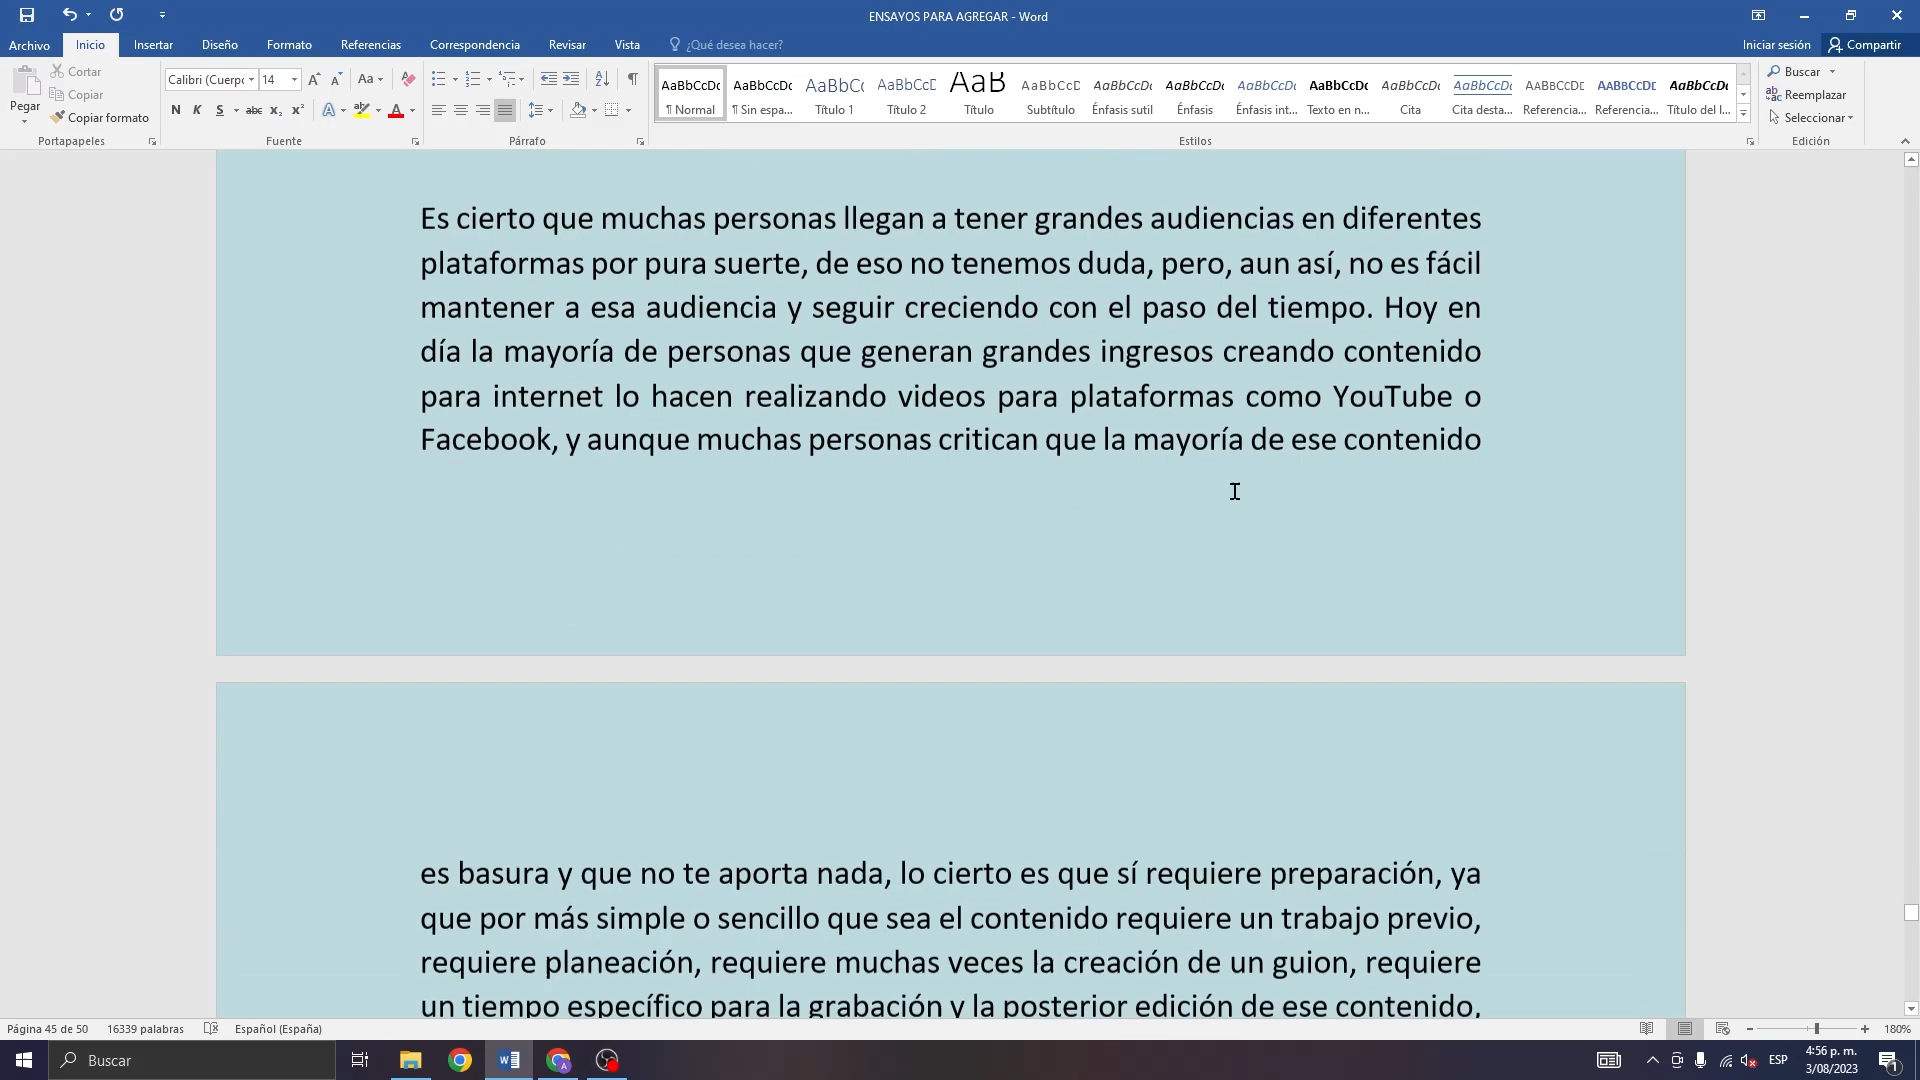 ENSAYOS PARA AGREGAR - Word
Archivo Inicio Insertar Diseño Formato Referencias Correspondencia Revisar Vista ¿Qué desea hacer? Iniciar sesión Compartir
Pegar
Cortar
Copiar
Copiar formato
Portapapeles
Calibri (Cuerpo 14
N K S abc x₂ x²
Fuente
Párrafo
AaBbCcDc AaBbCcDc AaBbCc AaBbCcD AaB AaBbCcD AaBbCcDc AaBbCcDc AaBbCcDc AaBbCcDc AaBbCcDc AaBbCcDc AABBCCDD AABBCCDD AaBbCcDc
¶ Normal ¶ Sin espa... Título 1 Título 2 Título Subtítulo Énfasis sutil Énfasis Énfasis int... Texto en n... Cita Cita desta... Referencia... Referencia... Título del l...
Estilos
Buscar
Reemplazar
Seleccionar
Edición
Es cierto que muchas personas llegan a tener grandes audiencias en diferentes
plataformas por pura suerte, de eso no tenemos duda, pero, aun así, no es fácil
mantener a esa audiencia y seguir creciendo con el paso del tiempo. Hoy en
día la mayoría de personas que generan grandes ingresos creando contenido
para internet lo hacen realizando videos para plataformas como YouTube o
Facebook, y aunque muchas personas critican que la mayoría de ese contenido
es basura y que no te aporta nada, lo cierto es que sí requiere preparación, ya
que por más simple o sencillo que sea el contenido requiere un trabajo previo,
requiere planeación, requiere muchas veces la creación de un guion, requiere
un tiempo específico para la grabación y la posterior edición de ese contenido,
Página 45 de 50 16339 palabras Español (España) 180%
Buscar
ESP
4:56 p. m.
3/08/2023